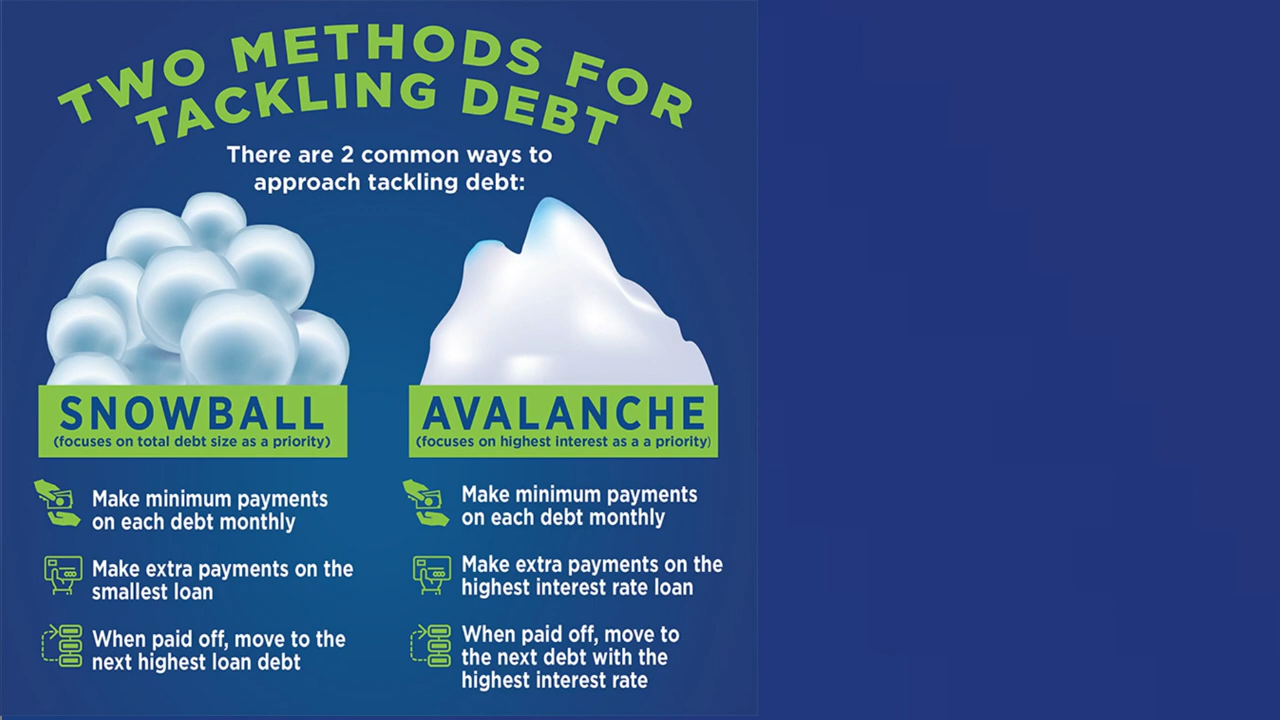 TWO METHODS FOR
TACKLING DEBT
There are 2 common ways to
approach tackling debt:
SNOWBALL
(focuses on total debt size as a priority)
Make minimum payments
on each debt monthly
Make extra payments on the
smallest loan
When paid off, move to the
next highest loan debt
AVALANCHE
(focuses on highest interest as a a priority)
Make minimum payments
on each debt monthly
Make extra payments on the
highest interest rate loan
When paid off, move to
the next debt with the
highest interest rate